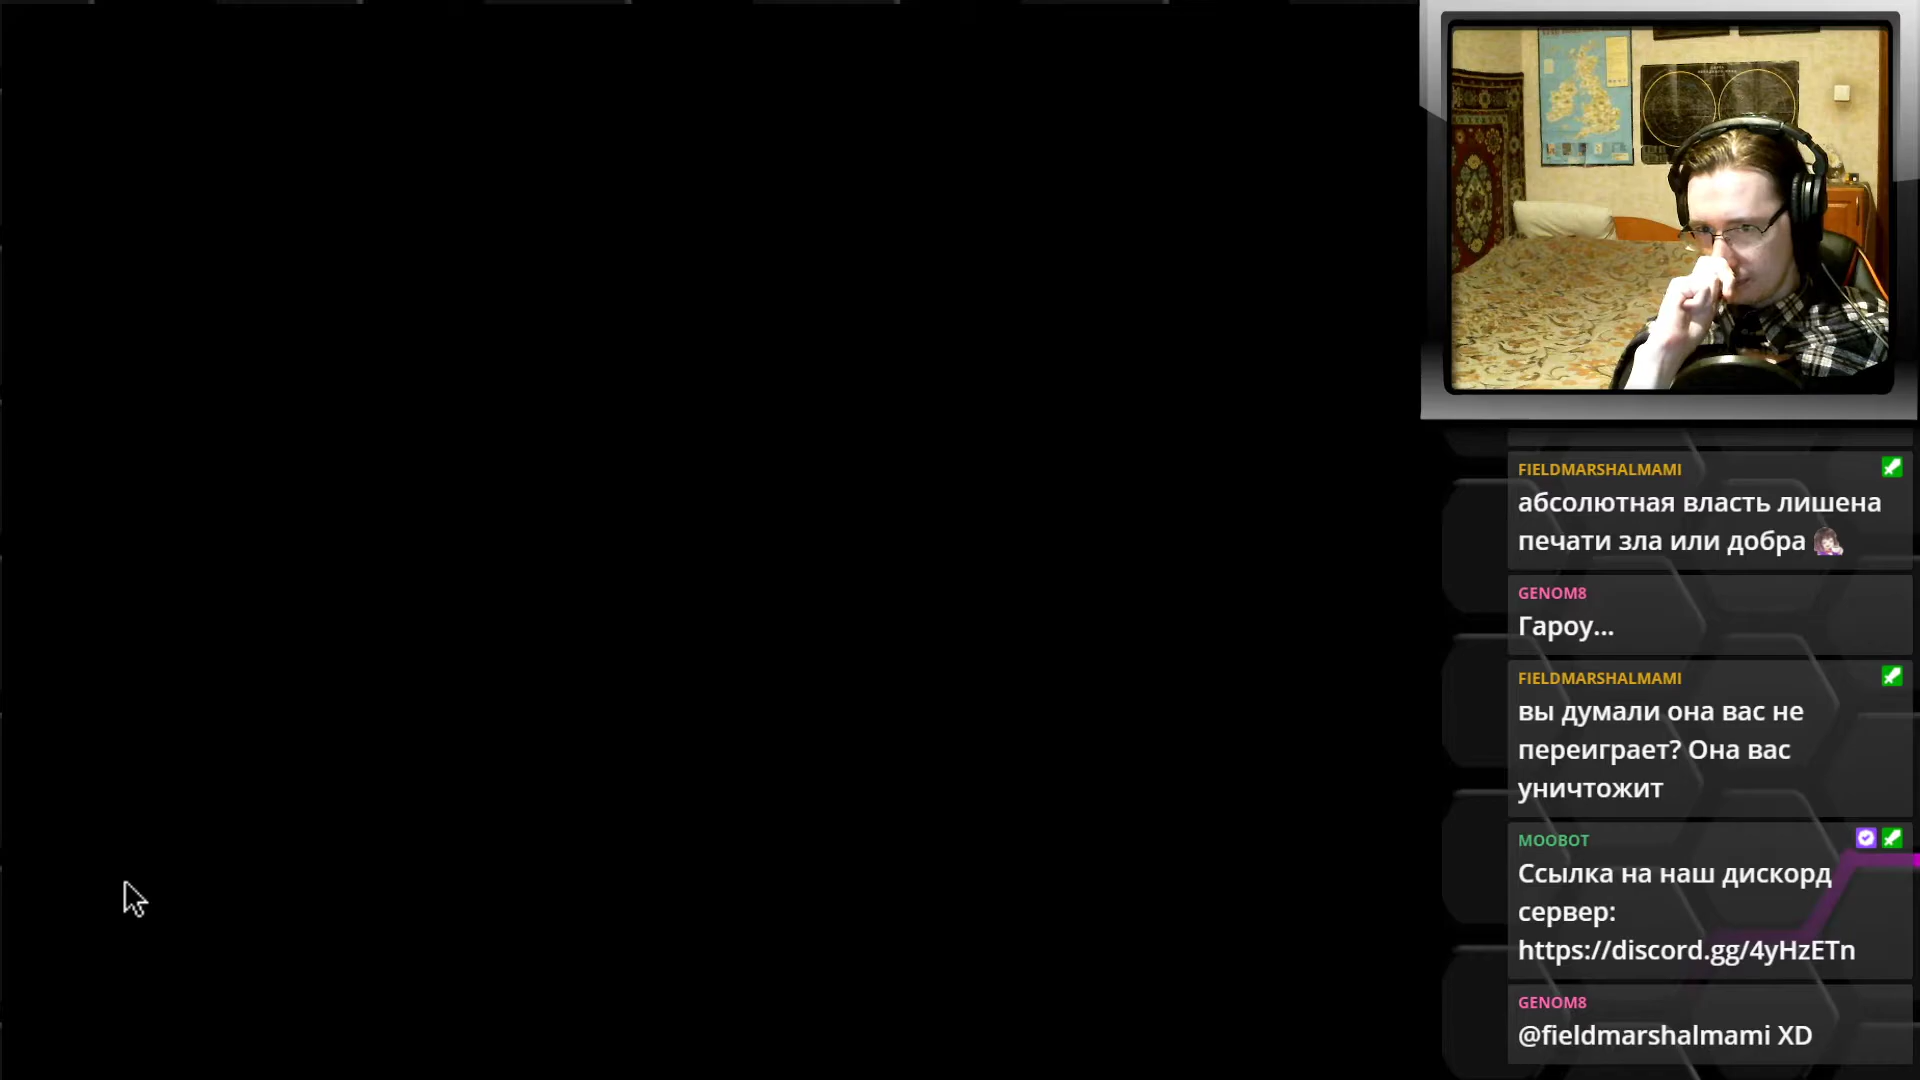 FIELDMARSHALMAMI
абсолютная власть лишена
печати зла или добра
GENOM8
Гароу...
FIELDMARSHALMAMI
вы думали она вас не
переиграет? Она вас
уничтожит
MOOBOT
Ссылка на наш дискорд
сервер:
https://discord.gg/4yHzETn
GENOM8
@fieldmarshalmami XD